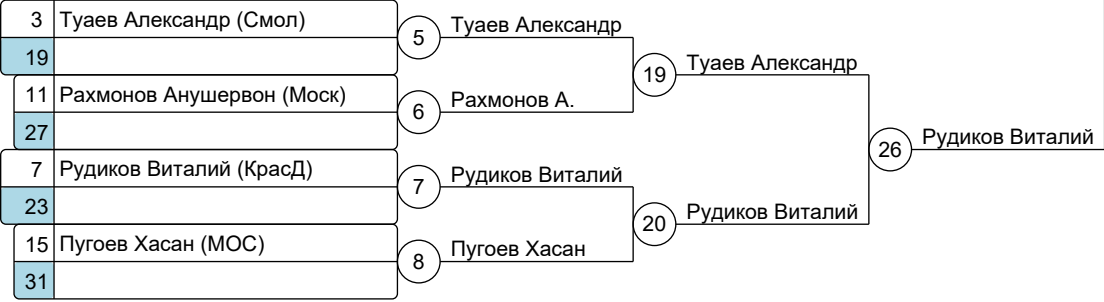 3 Туаев Александр (Смол)
19
11 Рахмонов Анушервон (Моск)
27
7 Рудиков Виталий (КрасД)
23
15 Пугоев Хасан (МОС)
31
5 Туаев Александр
6 Рахмонов А.
7 Рудиков Виталий
8 Пугоев Хасан
19 Туаев Александр
20 Рудиков Виталий
26 Рудиков Виталий